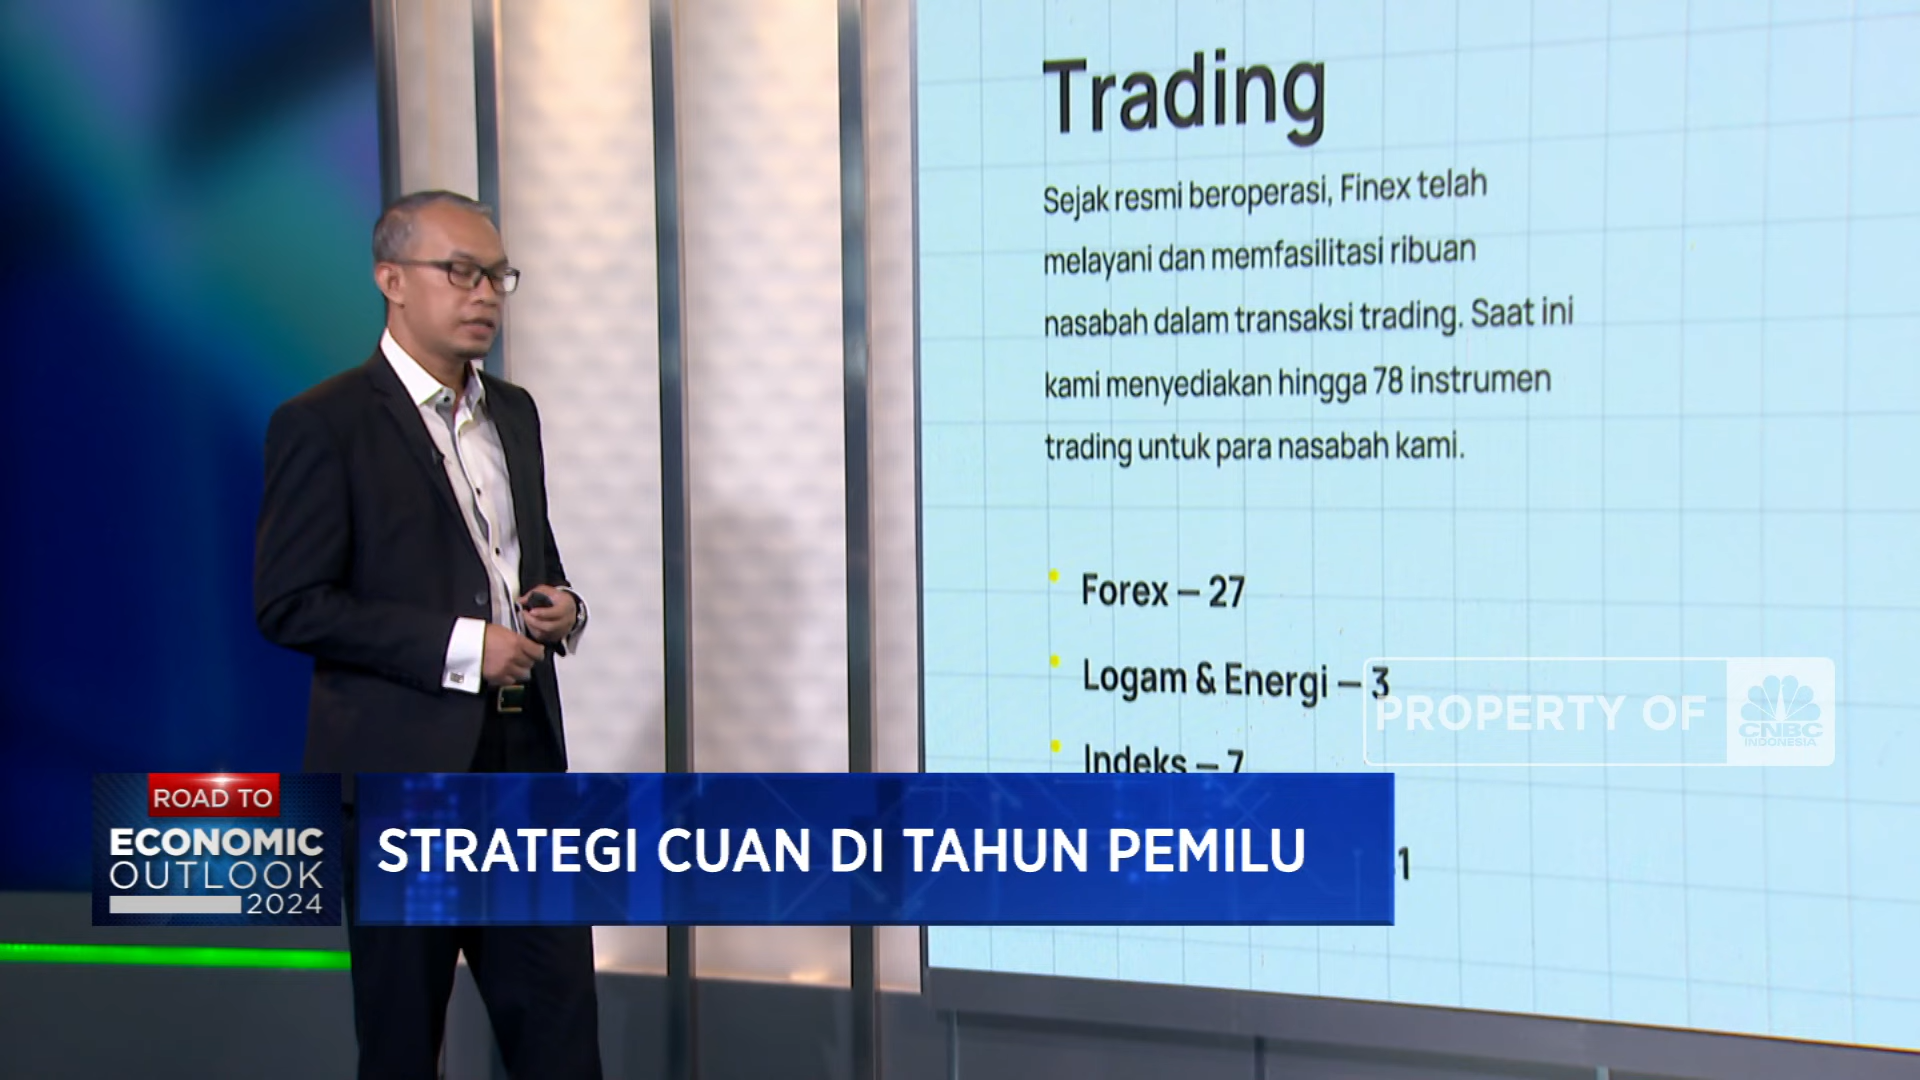 Trading
Sejak resmi beroperasi, Finex telah
melayani dan memfasilitasi ribuan
nasabah dalam transaksi trading. Saat ini
kami menyediakan hingga 78 instrumen
trading untuk para nasabah kami.
Forex – 27
Logam & Energi – 3
Indeks – 7
PROPERTY OF
CNBC
INDONESIA
ROAD TO
ECONOMIC
OUTLOOK
2024
STRATEGI CUAN DI TAHUN PEMILU